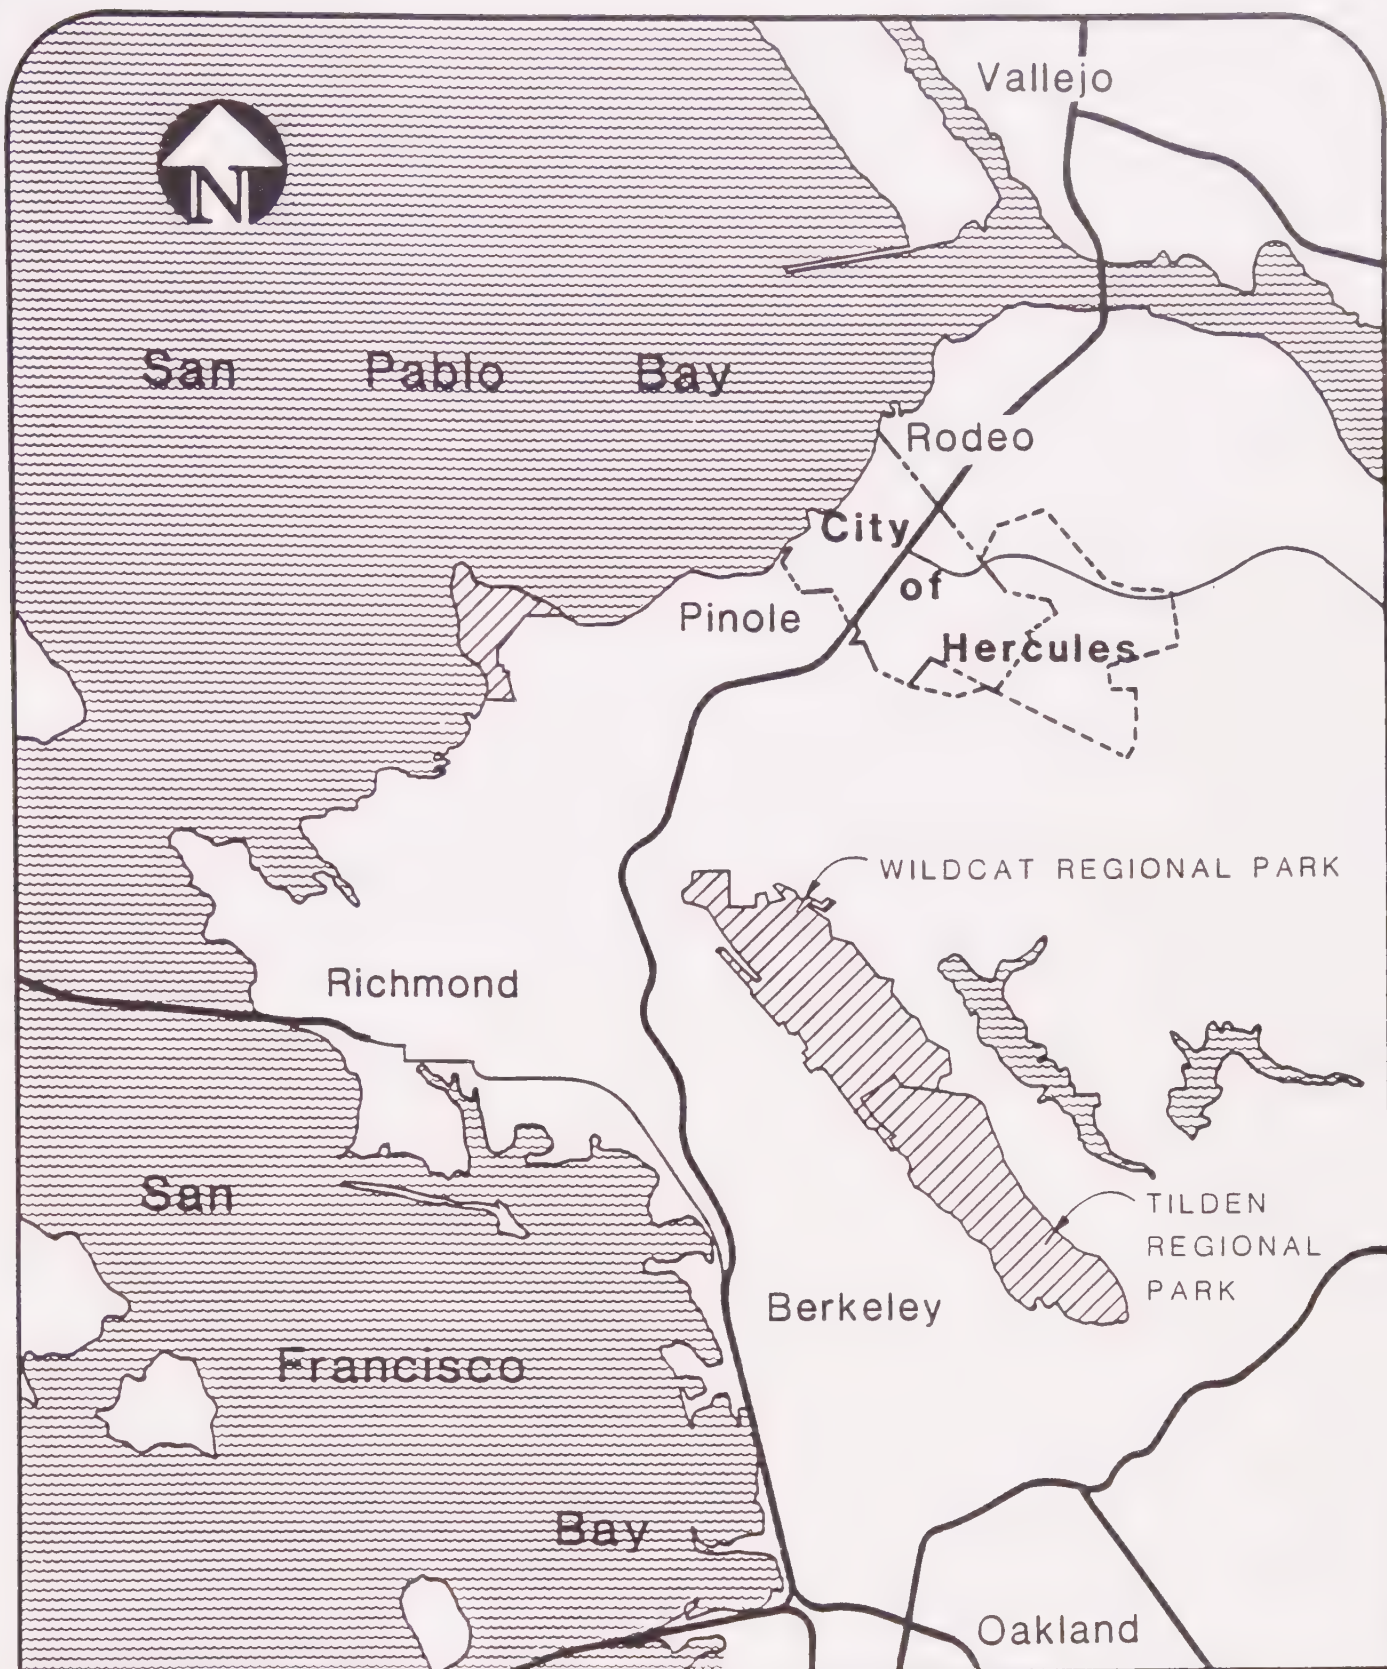 Vallejo
N
San Pablo Bay
Rodeo
City
of
Hercules
Pinole
WILDCAT REGIONAL PARK
Richmond
San
TILDEN
REGIONAL
PARK
Berkeley
Francisco
Bay
Oakland